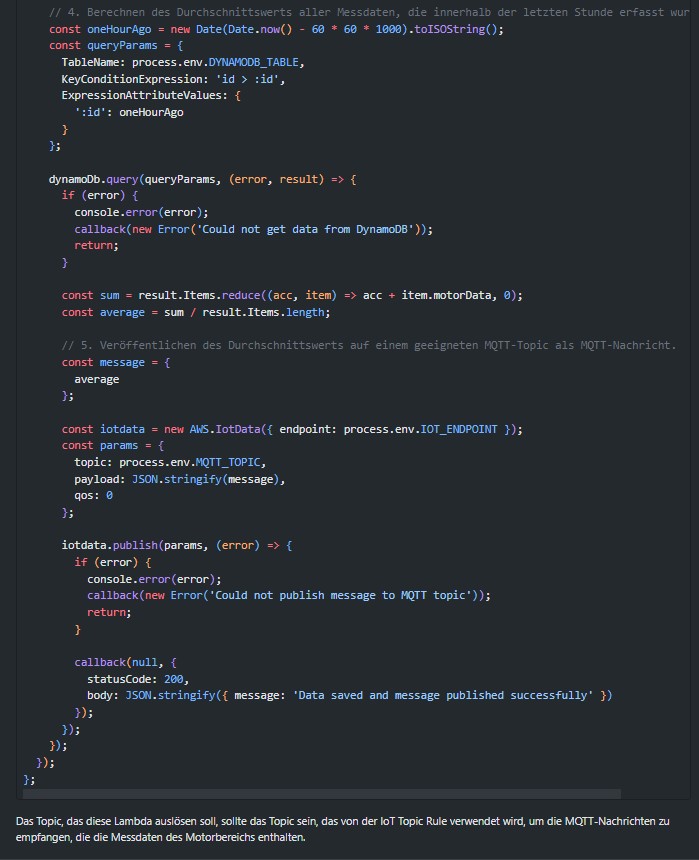 // 4. Berechnen des Durchschnittswerts aller Messdaten, die innerhalb der letzten Stunde erfasst wur
const oneHourAgo = new Date(Date.now() - 60 * 60 * 1000).toISOString();
const queryParams = {
TableName: process.env.DYNAMODB_TABLE,
KeyConditionExpression: 'id > :id',
ExpressionAttributeValues: {
':id': oneHourAgo
}
};
dynamoDb.query(queryParams, (error, result) => {
if (error) {
console.error(error);
callback(new Error('Could not get data from DynamoDB'));
return;
}
const sum = result.Items.reduce((acc, item) => acc + item.motorData, 0);
const average = sum / result.Items.length;
// 5. Veröffentlichen des Durchschnittswerts auf einem geeigneten MQTT-Topic als MQTT-Nachricht.
const message = {
average
};
const iotdata = new AWS.IotData({ endpoint: process.env.IOT_ENDPOINT });
const params = {
topic: process.env.MQTT_TOPIC,
payload: JSON.stringify(message),
qos: 0
};
iotdata.publish(params, (error) => {
if (error) {
console.error(error);
callback(new Error('Could not publish message to MQTT topic'));
return;
}
callback(null, {
statusCode: 200,
body: JSON.stringify({ message: 'Data saved and message published successfully' })
});
});
});
});
};
Das Topic, das diese Lambda auslösen soll, sollte das Topic sein, das von der IoT Topic Rule verwendet wird, um die MQTT-Nachrichten zu
empfangen, die die Messdaten des Motorbereichs enthalten.